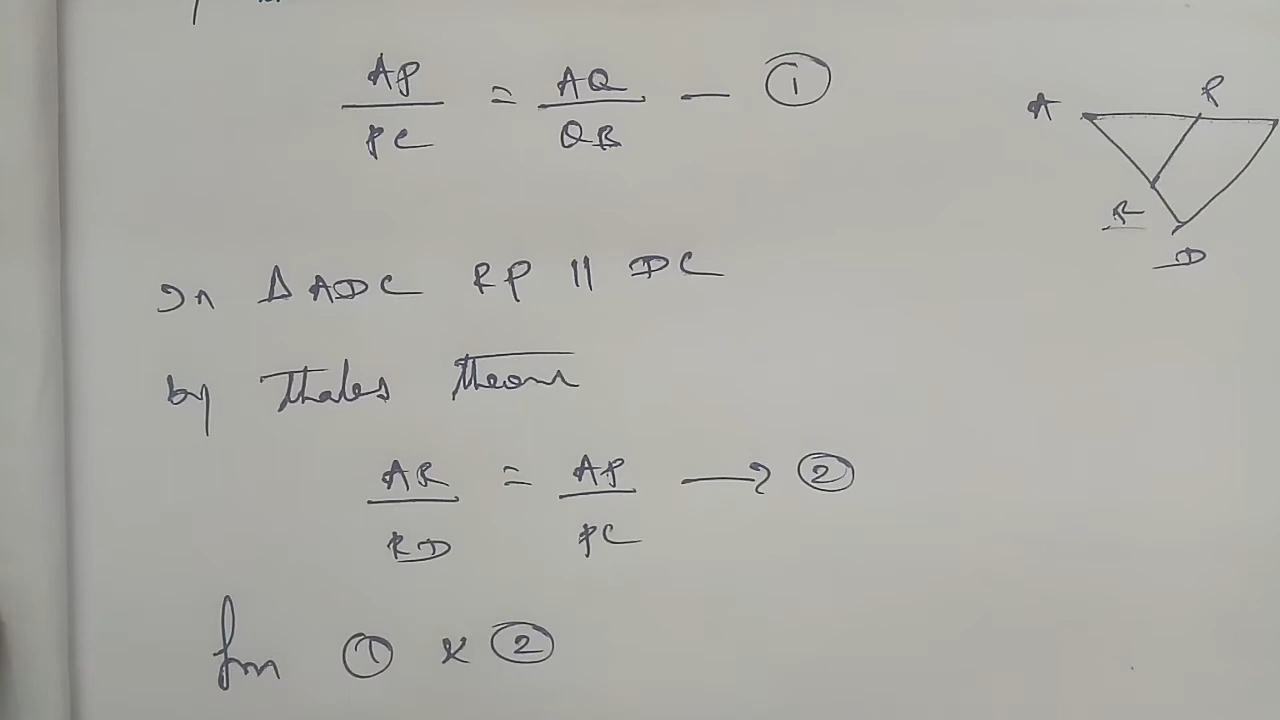 AP/PC = AQ/QB — ①
A P
R
D
In Δ ADC RP || DC
by Thales Theorm
AR/RD = AP/PC → ②
from ① & ②